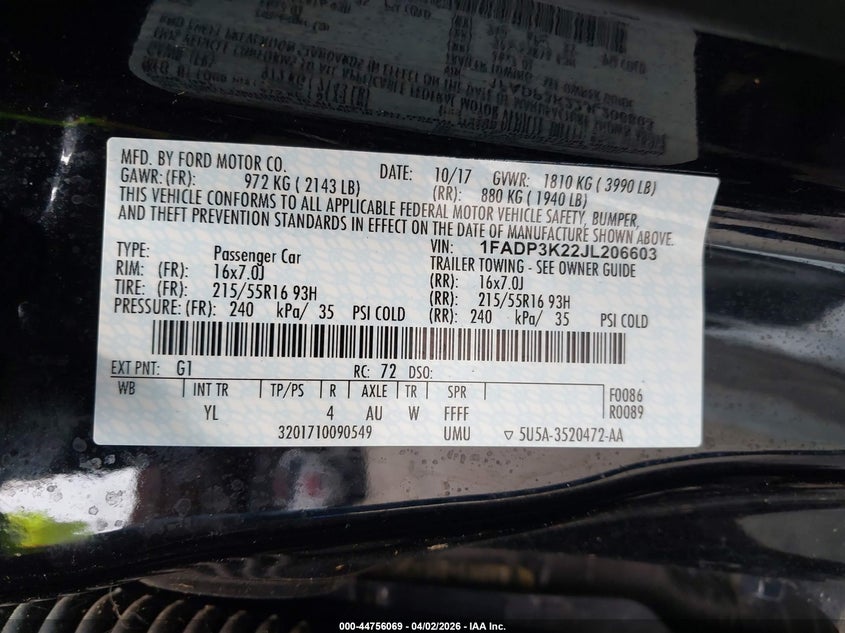 MFD. BY FORD MOTOR CO. DATE: 10/17 GVWR: 1810 KG ( 3990 LB)
GAWR:(FR): 972 KG ( 2143 LB) (RR): 880 KG ( 1940 LB)
THIS VEHICLE CONFORMS TO ALL APPLICABLE FEDERAL MOTOR VEHICLE SAFETY, BUMPER,
AND THEFT PREVENTION STANDARDS IN EFFECT ON THE DATE OF MANUFACTURE SHOWN ABOVE.
VIN: 1FADP3K22JL206603
TYPE: Passenger Car TRAILER TOWING - SEE OWNER GUIDE
RIM: (FR): 16x7.0J (RR): 16x7.0J
TIRE: (FR): 215/55R16 93H (RR): 215/55R16 93H
PRESSURE: (FR): 240 kPa/ 35 PSI COLD (RR): 240 kPa/ 35 PSI COLD
EXT PNT: G1 RC: 72 DSO:
WB INT TR TP/PS R AXLE TR SPR F0086
YL 4 AU W FFFF R0089
3201710090549 UMU ▽ 5U5A-3520472-AA
000-44756069 - 04/02/2026 - IAA Inc.